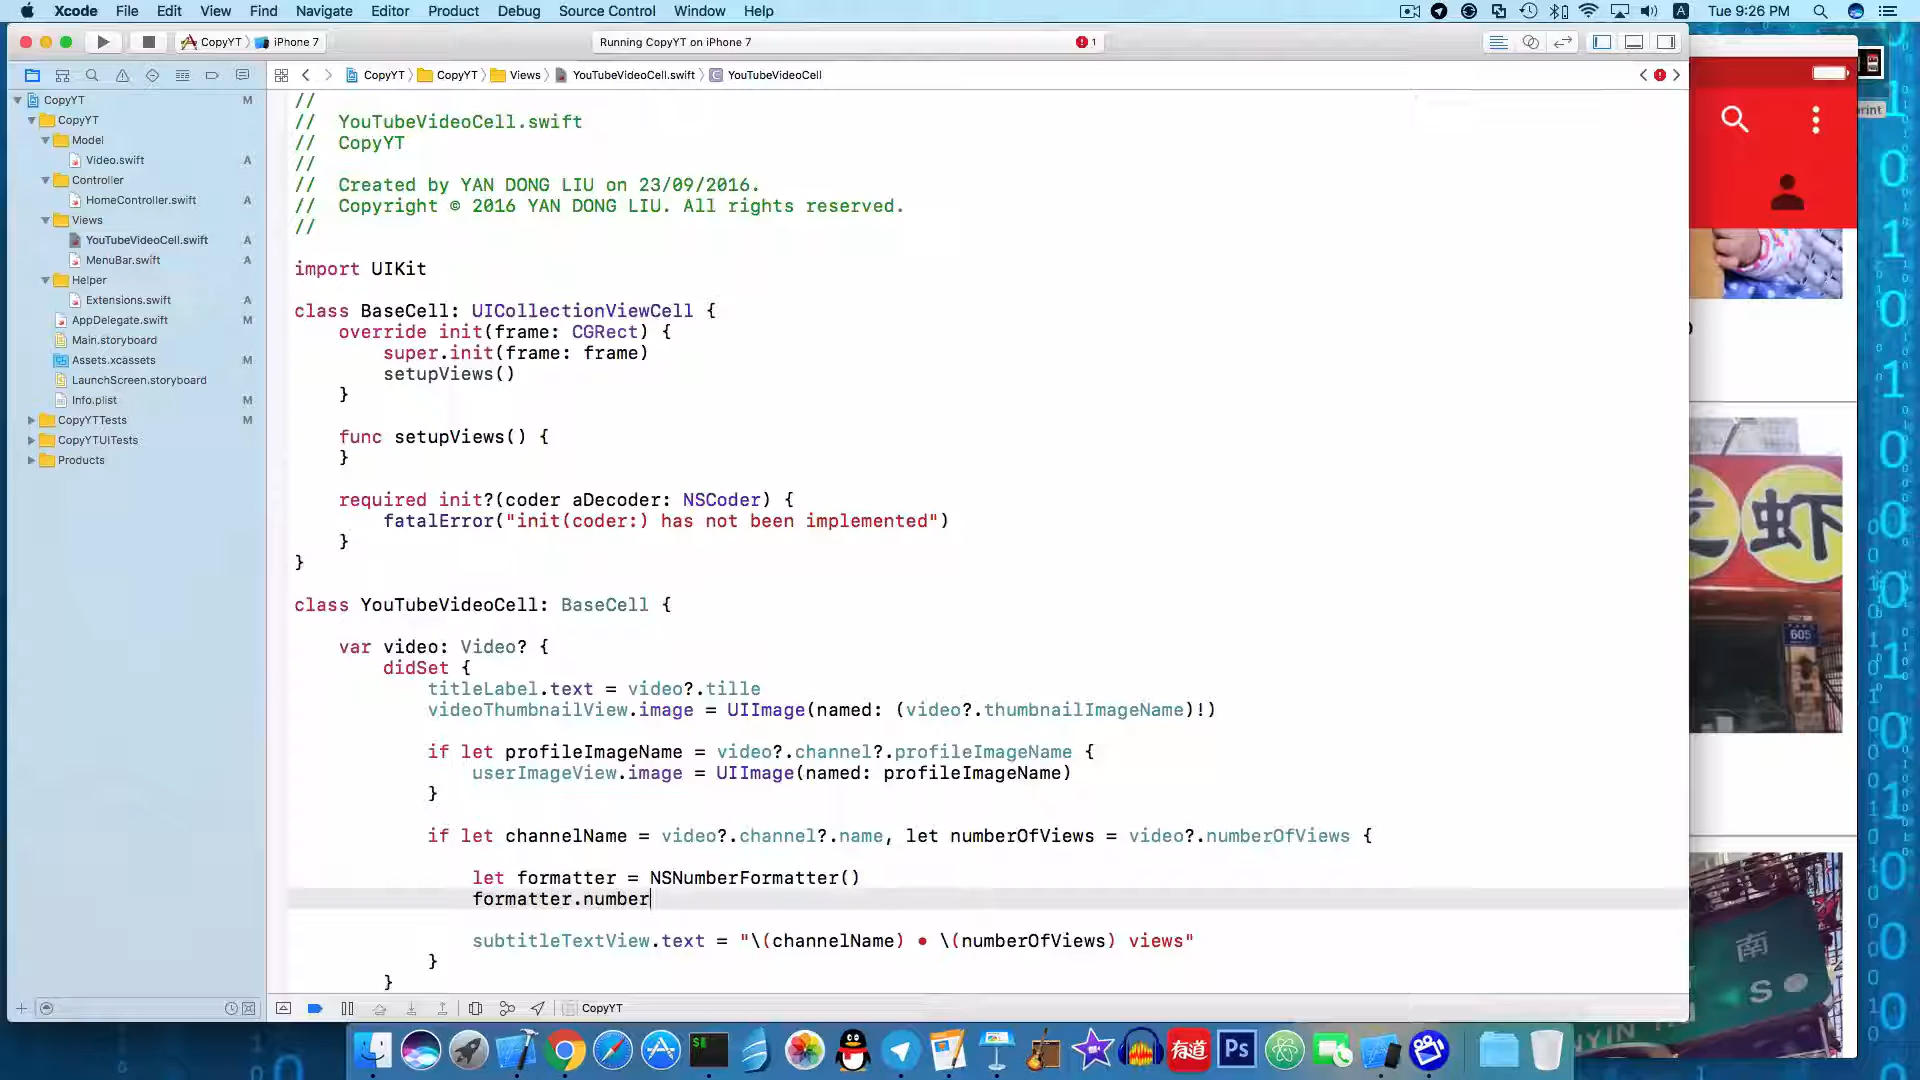 Xcode File Edit View Find Navigate Editor Product Debug Source Control Window Help
A Tue 9:26 PM
CopyYT iPhone 7
Running CopyYT on iPhone 7
1
CopyYT CopyYT Views YouTubeVideoCell.swift YouTubeVideoCell
CopyYT M
CopyYT
Model
Video.swift A
Controller
HomeController.swift A
Views
YouTubeVideoCell.swift A
MenuBar.swift A
Helper
Extensions.swift A
AppDelegate.swift M
Main.storyboard
Assets.xcassets M
LaunchScreen.storyboard
Info.plist M
CopyYTTests M
CopyYTUITests
Products
//
// YouTubeVideoCell.swift
// CopyYT
//
// Created by YAN DONG LIU on 23/09/2016.
// Copyright © 2016 YAN DONG LIU. All rights reserved.
//
import UIKit
class BaseCell: UICollectionViewCell {
override init(frame: CGRect) {
super.init(frame: frame)
setupViews()
}
func setupViews() {
}
required init?(coder aDecoder: NSCoder) {
fatalError("init(coder:) has not been implemented")
}
}
class YouTubeVideoCell: BaseCell {
var video: Video? {
didSet {
titleLabel.text = video?.tille
videoThumbnailView.image = UIImage(named: (video?.thumbnailImageName)!)
if let profileImageName = video?.channel?.profileImageName {
userImageView.image = UIImage(named: profileImageName)
}
if let channelName = video?.channel?.name, let numberOfViews = video?.numberOfViews {
let formatter = NSNumberFormatter()
formatter.number
subtitleTextView.text = "\(channelName) • \(numberOfViews) views"
}
}
CopyYT
虾
605
南
S
有道
Ps